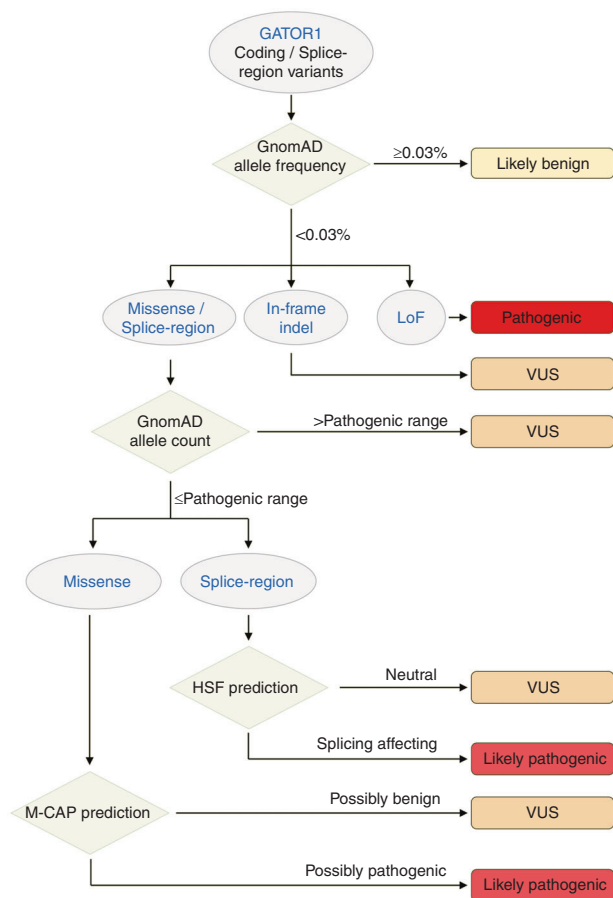 GATOR1
Coding / Splice-
region variants
GnomAD
allele frequency
≥0.03%
Likely benign
<0.03%
Missense /
Splice-region
In-frame
indel
LoF
Pathogenic
VUS
GnomAD
allele count
>Pathogenic range
VUS
≤Pathogenic range
Missense
Splice-region
HSF prediction
Neutral
VUS
Splicing affecting
Likely pathogenic
M-CAP prediction
Possibly benign
VUS
Possibly pathogenic
Likely pathogenic